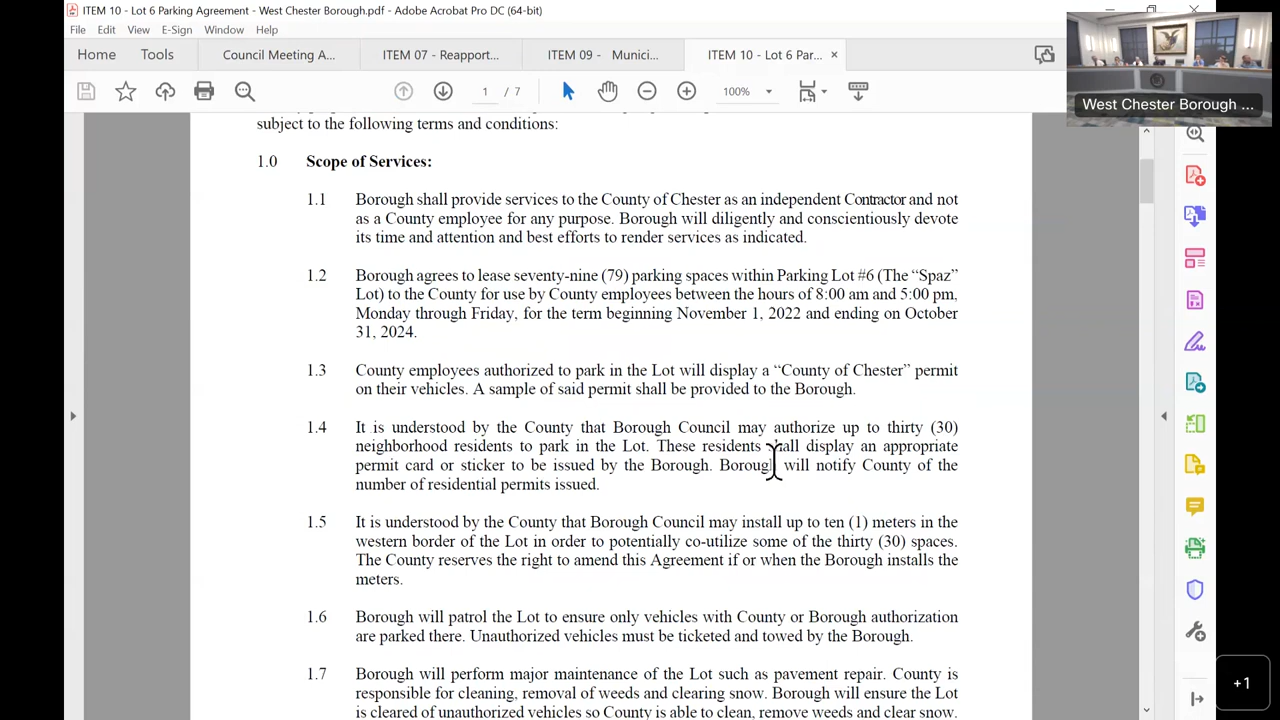 ITEM 10 - Lot 6 Parking Agreement - West Chester Borough.pdf - Adobe Acrobat Pro DC (64-bit)
File Edit View E-Sign Window Help
Home Tools Council Meeting A... ITEM 07 - Reapport... ITEM 09 - Munici... ITEM 10 - Lot 6 Par... ×
1 / 7 100%
West Chester Borough ...
subject to the following terms and conditions:
1.0 Scope of Services:
1.1 Borough shall provide services to the County of Chester as an independent Contractor and not
as a County employee for any purpose. Borough will diligently and conscientiously devote
its time and attention and best efforts to render services as indicated.
1.2 Borough agrees to lease seventy-nine (79) parking spaces within Parking Lot #6 (The “Spaz”
Lot) to the County for use by County employees between the hours of 8:00 am and 5:00 pm,
Monday through Friday, for the term beginning November 1, 2022 and ending on October
31, 2024.
1.3 County employees authorized to park in the Lot will display a “County of Chester” permit
on their vehicles. A sample of said permit shall be provided to the Borough.
1.4 It is understood by the County that Borough Council may authorize up to thirty (30)
neighborhood residents to park in the Lot. These residents shall display an appropriate
permit card or sticker to be issued by the Borough. Borough will notify County of the
number of residential permits issued.
1.5 It is understood by the County that Borough Council may install up to ten (1) meters in the
western border of the Lot in order to potentially co-utilize some of the thirty (30) spaces.
The County reserves the right to amend this Agreement if or when the Borough installs the
meters.
1.6 Borough will patrol the Lot to ensure only vehicles with County or Borough authorization
are parked there. Unauthorized vehicles must be ticketed and towed by the Borough.
1.7 Borough will perform major maintenance of the Lot such as pavement repair. County is
responsible for cleaning, removal of weeds and clearing snow. Borough will ensure the Lot
is cleared of unauthorized vehicles so County is able to clean, remove weeds and clear snow.
+1